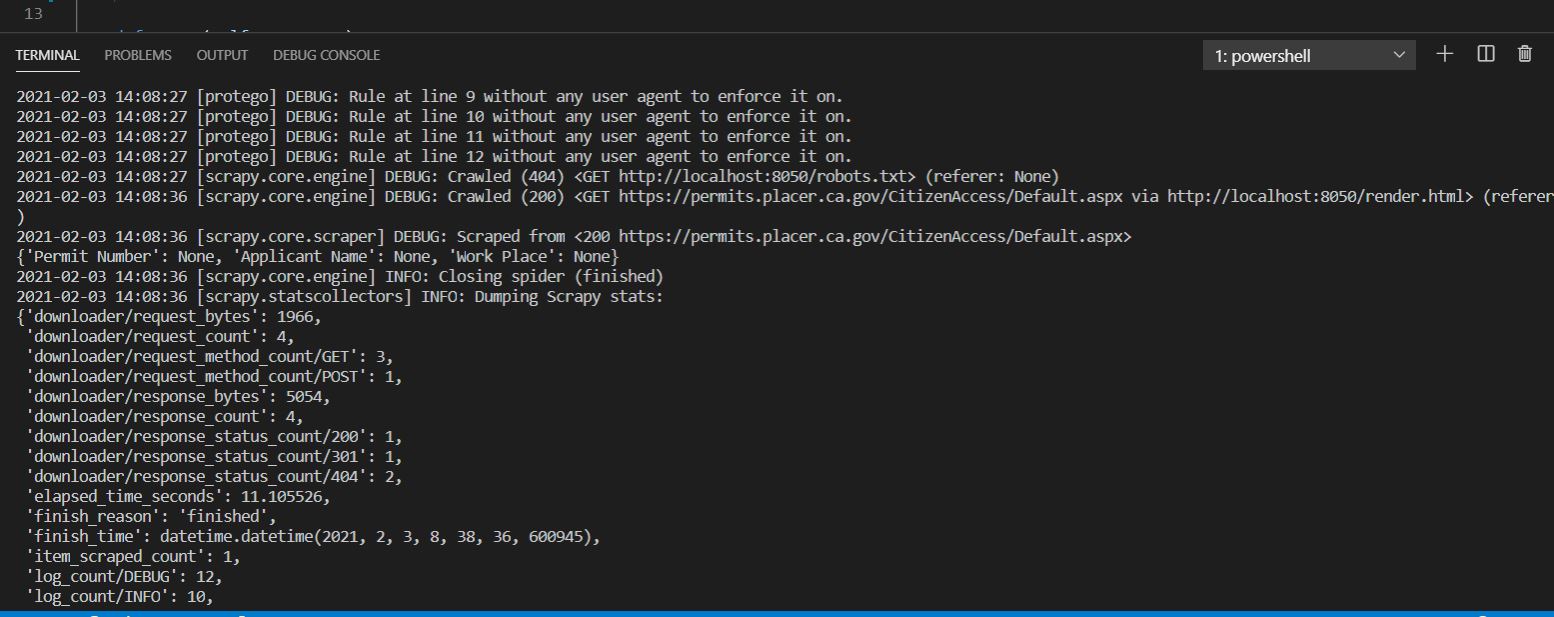 13
TERMINAL PROBLEMS OUTPUT DEBUG CONSOLE 1: powershell
2021-02-03 14:08:27 [protego] DEBUG: Rule at line 9 without any user agent to enforce it on.
2021-02-03 14:08:27 [protego] DEBUG: Rule at line 10 without any user agent to enforce it on.
2021-02-03 14:08:27 [protego] DEBUG: Rule at line 11 without any user agent to enforce it on.
2021-02-03 14:08:27 [protego] DEBUG: Rule at line 12 without any user agent to enforce it on.
2021-02-03 14:08:27 [scrapy.core.engine] DEBUG: Crawled (404) <GET http://localhost:8050/robots.txt> (referer: None)
2021-02-03 14:08:36 [scrapy.core.engine] DEBUG: Crawled (200) <GET https://permits.placer.ca.gov/CitizenAccess/Default.aspx via http://localhost:8050/render.html> (referer
)
2021-02-03 14:08:36 [scrapy.core.scraper] DEBUG: Scraped from <200 https://permits.placer.ca.gov/CitizenAccess/Default.aspx>
{'Permit Number': None, 'Applicant Name': None, 'Work Place': None}
2021-02-03 14:08:36 [scrapy.core.engine] INFO: Closing spider (finished)
2021-02-03 14:08:36 [scrapy.statscollectors] INFO: Dumping Scrapy stats:
{'downloader/request_bytes': 1966,
'downloader/request_count': 4,
'downloader/request_method_count/GET': 3,
'downloader/request_method_count/POST': 1,
'downloader/response_bytes': 5054,
'downloader/response_count': 4,
'downloader/response_status_count/200': 1,
'downloader/response_status_count/301': 1,
'downloader/response_status_count/404': 2,
'elapsed_time_seconds': 11.105526,
'finish_reason': 'finished',
'finish_time': datetime.datetime(2021, 2, 3, 8, 38, 36, 600945),
'item_scraped_count': 1,
'log_count/DEBUG': 12,
'log_count/INFO': 10,